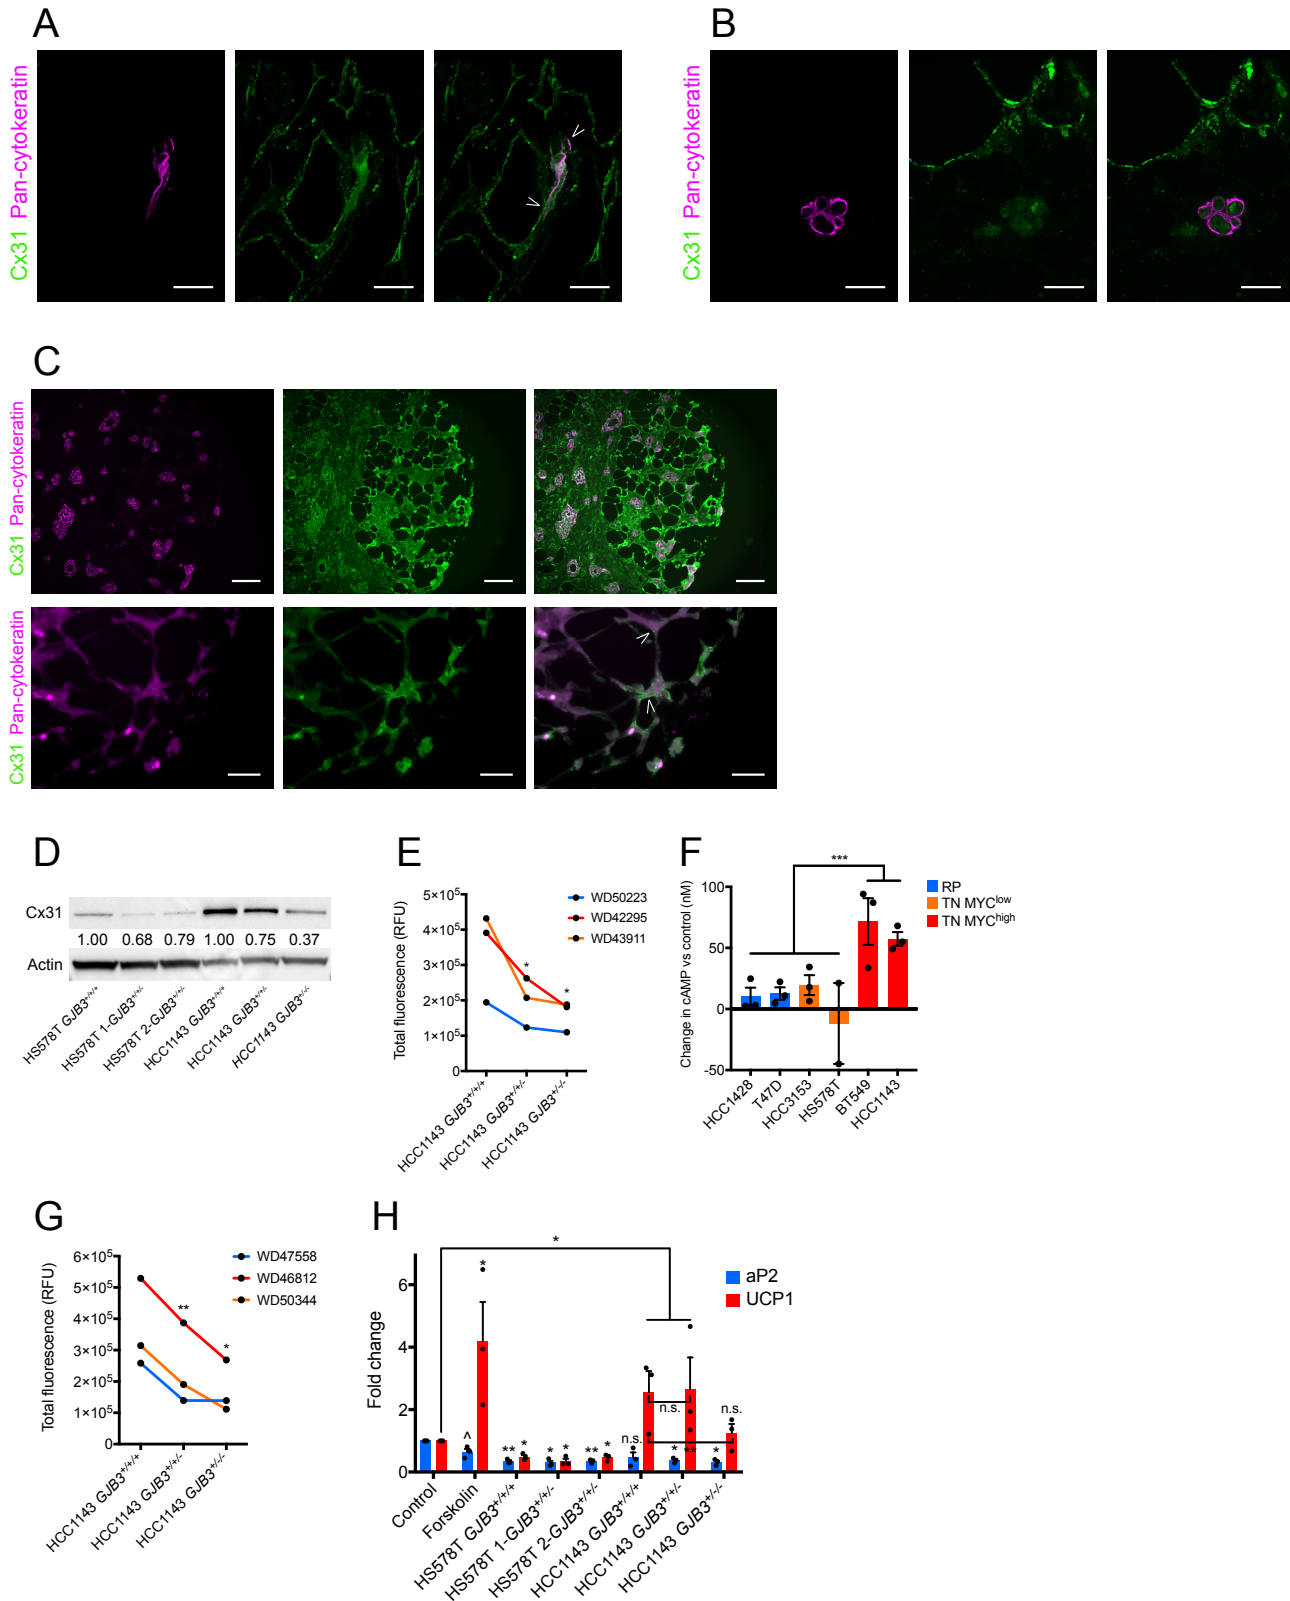 A
B
Cx31 Pan-cytokeratin
Cx31 Pan-cytokeratin
C
Cx31 Pan-cytokeratin
Cx31 Pan-cytokeratin
D
Cx31
1.00 0.68 0.79 1.00 0.75 0.37
Actin
HS578T GJB3+/+/+
HS578T 1-GJB3+/+/-
HS578T 2-GJB3+/+/-
HCC1143 GJB3+/+/+
HCC1143 GJB3+/+/-
HCC1143 GJB3+/-/-
E
Total fluorescence (RFU)
5×10⁵
4×10⁵
3×10⁵
2×10⁵
1×10⁵
0
* *
WD50223
WD42295
WD43911
HCC1143 GJB3+/+/+
HCC1143 GJB3+/+/-
HCC1143 GJB3+/-/-
F
Change in cAMP vs control (nM)
100
50
0
-50
***
RP
TN MYClow
TN MYChigh
HCC1428
T47D
HCC3153
HS578T
BT549
HCC1143
G
Total fluorescence (RFU)
6×10⁵
5×10⁵
4×10⁵
3×10⁵
2×10⁵
1×10⁵
0
** *
WD47558
WD46812
WD50344
HCC1143 GJB3+/+/+
HCC1143 GJB3+/+/-
HCC1143 GJB3+/-/-
H
Fold change
6
4
2
0
*
*
aP2
UCP1
n.s. n.s.
^ ** * * * ** * n.s. * ** *
Control
Forskolin
HS578T GJB3+/+/+
HS578T 1-GJB3+/+/-
HS578T 2-GJB3+/+/-
HCC1143 GJB3+/+/+
HCC1143 GJB3+/+/-
HCC1143 GJB3+/-/-